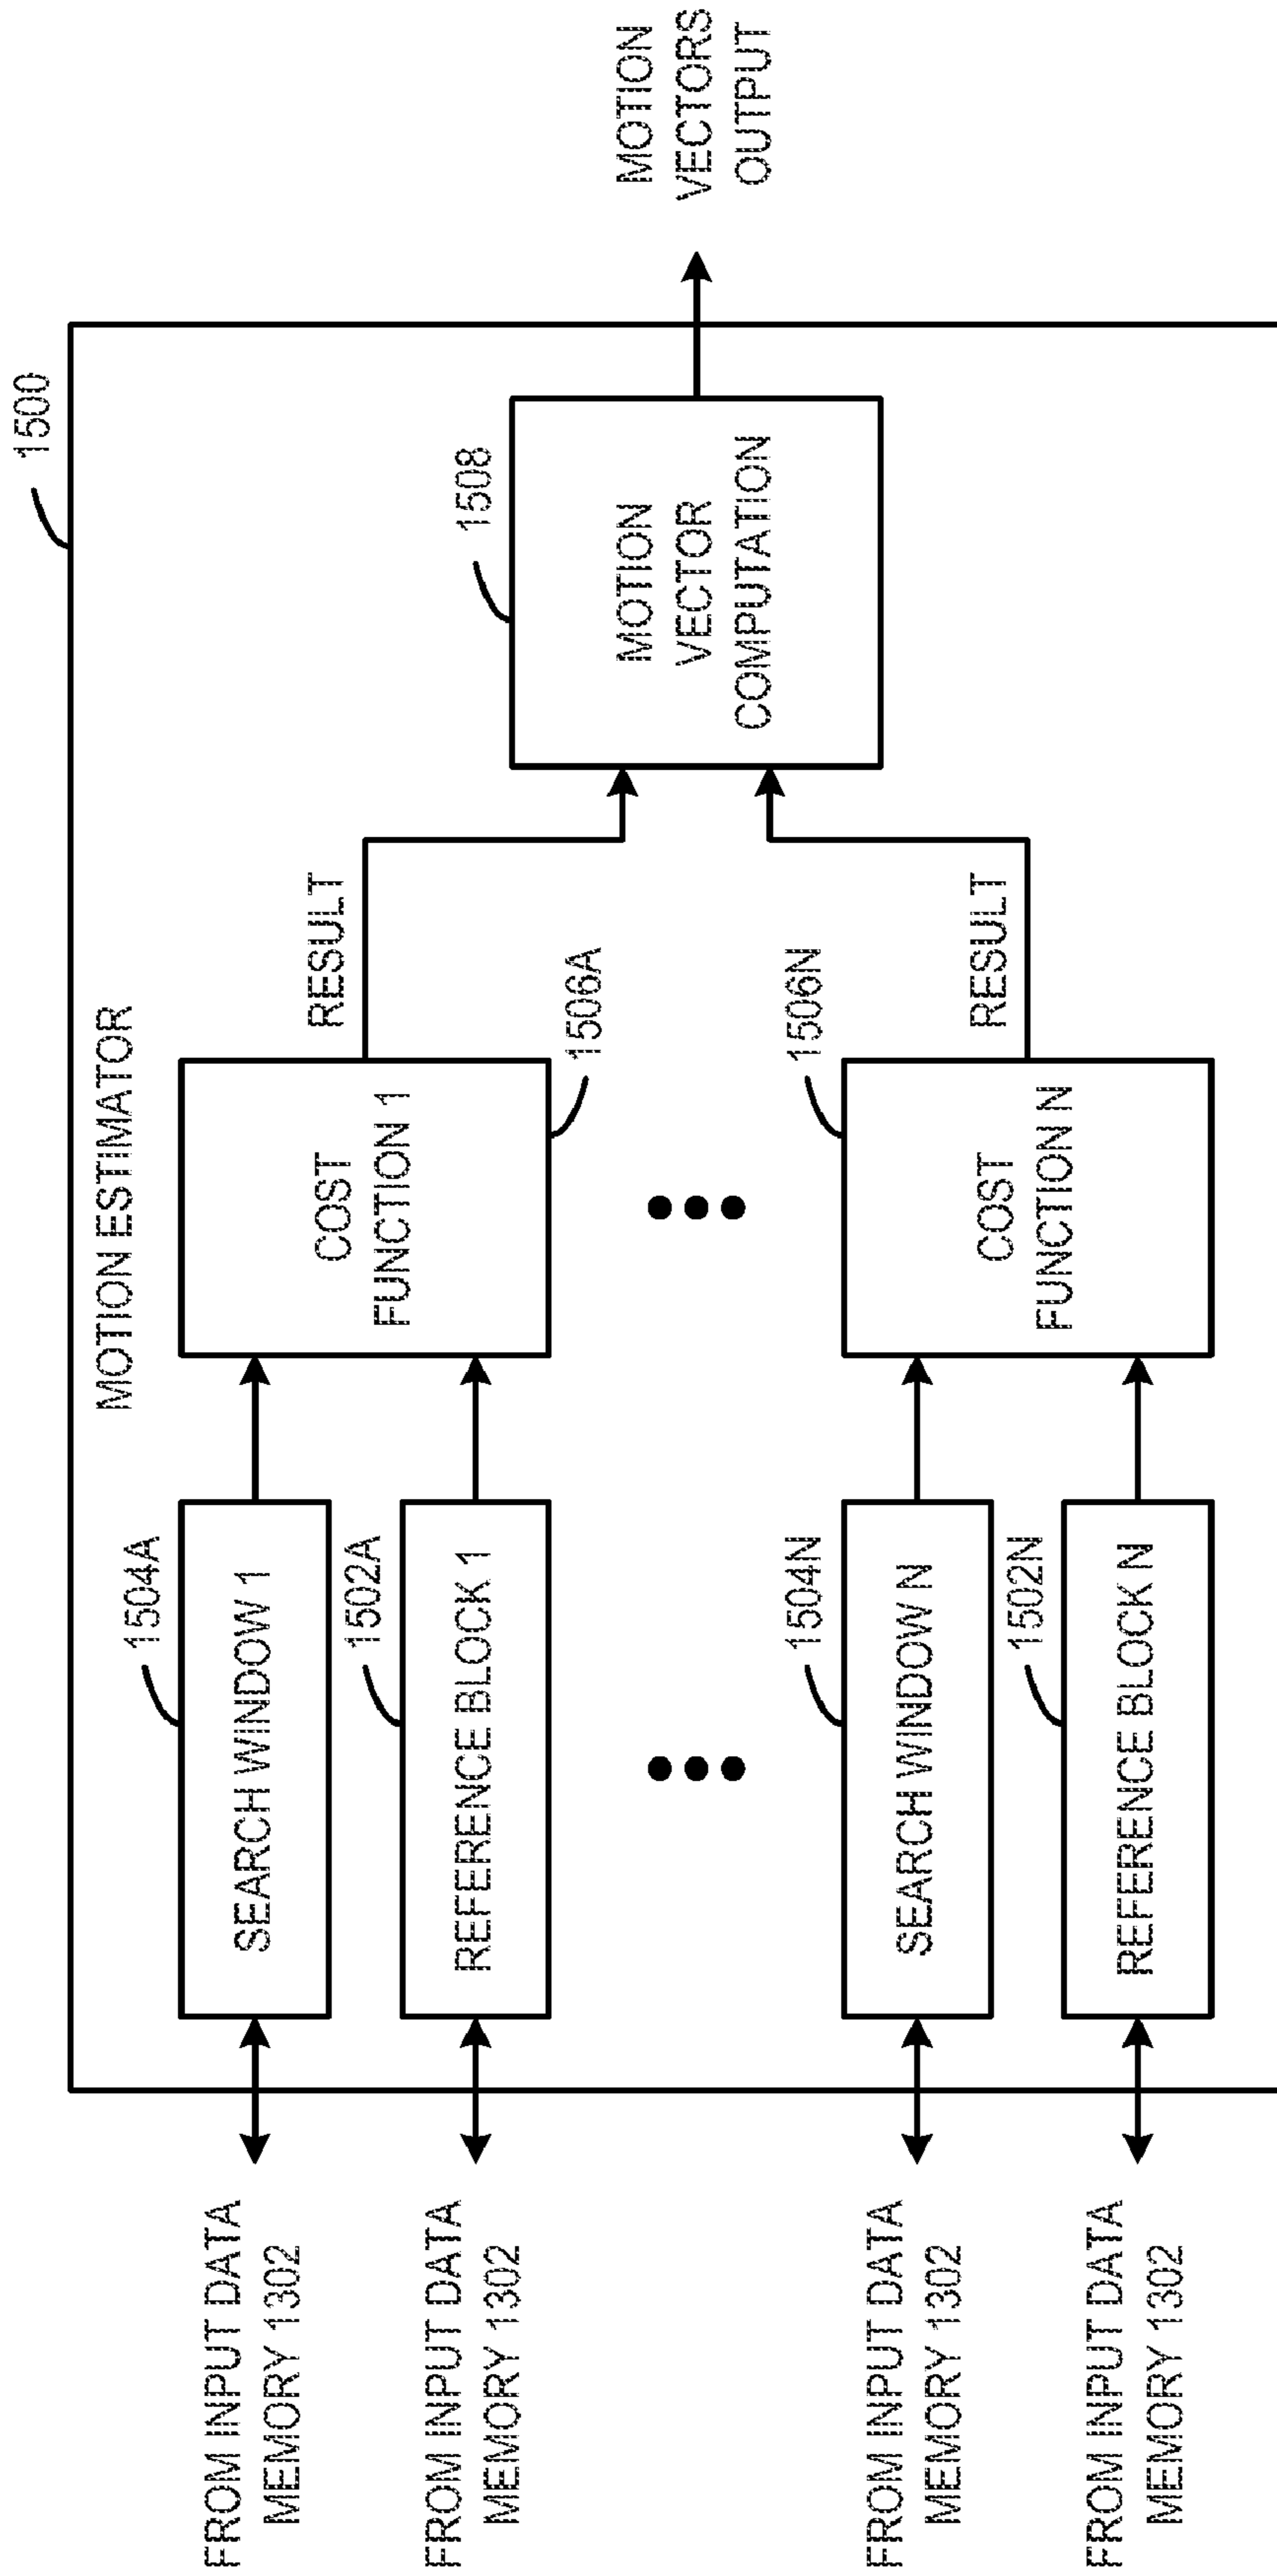 1500
MOTION ESTIMATOR
FROM INPUT DATA
MEMORY 1302
1504A
SEARCH WINDOW 1
FROM INPUT DATA
MEMORY 1302
1502A
REFERENCE BLOCK 1
COST
FUNCTION 1
1506A
RESULT
1508
MOTION
VECTOR
COMPUTATION
MOTION
VECTORS
OUTPUT
FROM INPUT DATA
MEMORY 1302
1504N
SEARCH WINDOW N
FROM INPUT DATA
MEMORY 1302
1502N
REFERENCE BLOCK N
1506N
COST
FUNCTION N
RESULT